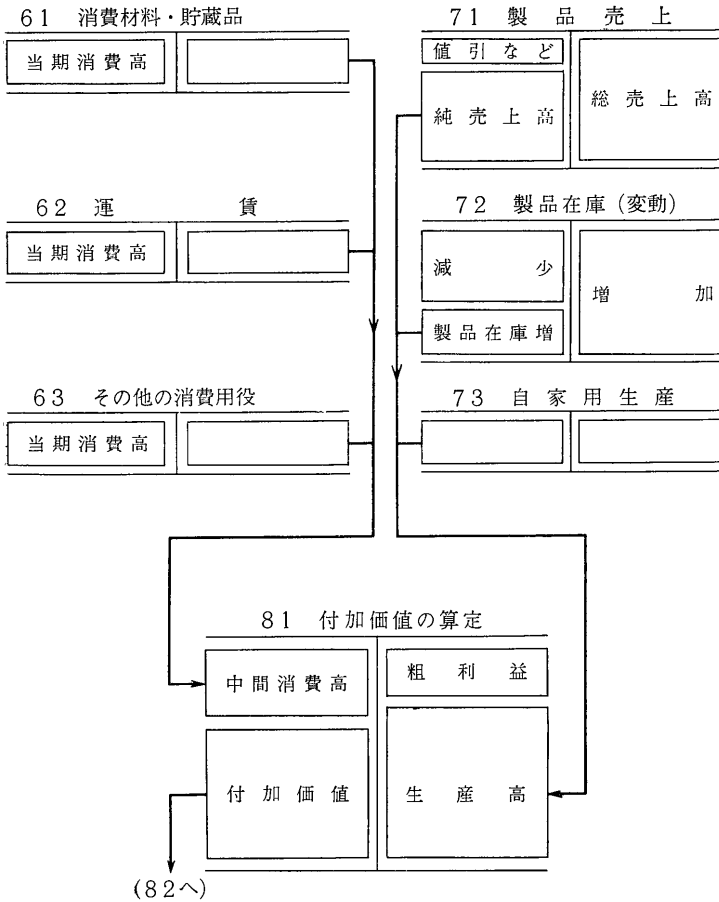 61 消費材料・貯蔵品
当期消費高
71 製品売上
値引など
純売上高
総売上高
62 運賃
当期消費高
72 製品在庫(変動)
減少
増加
製品在庫増
63 その他の消費用役
当期消費高
73 自家用生産
81 付加価値の算定
中間消費高
粗利益
付加価値
生産高
(82へ)